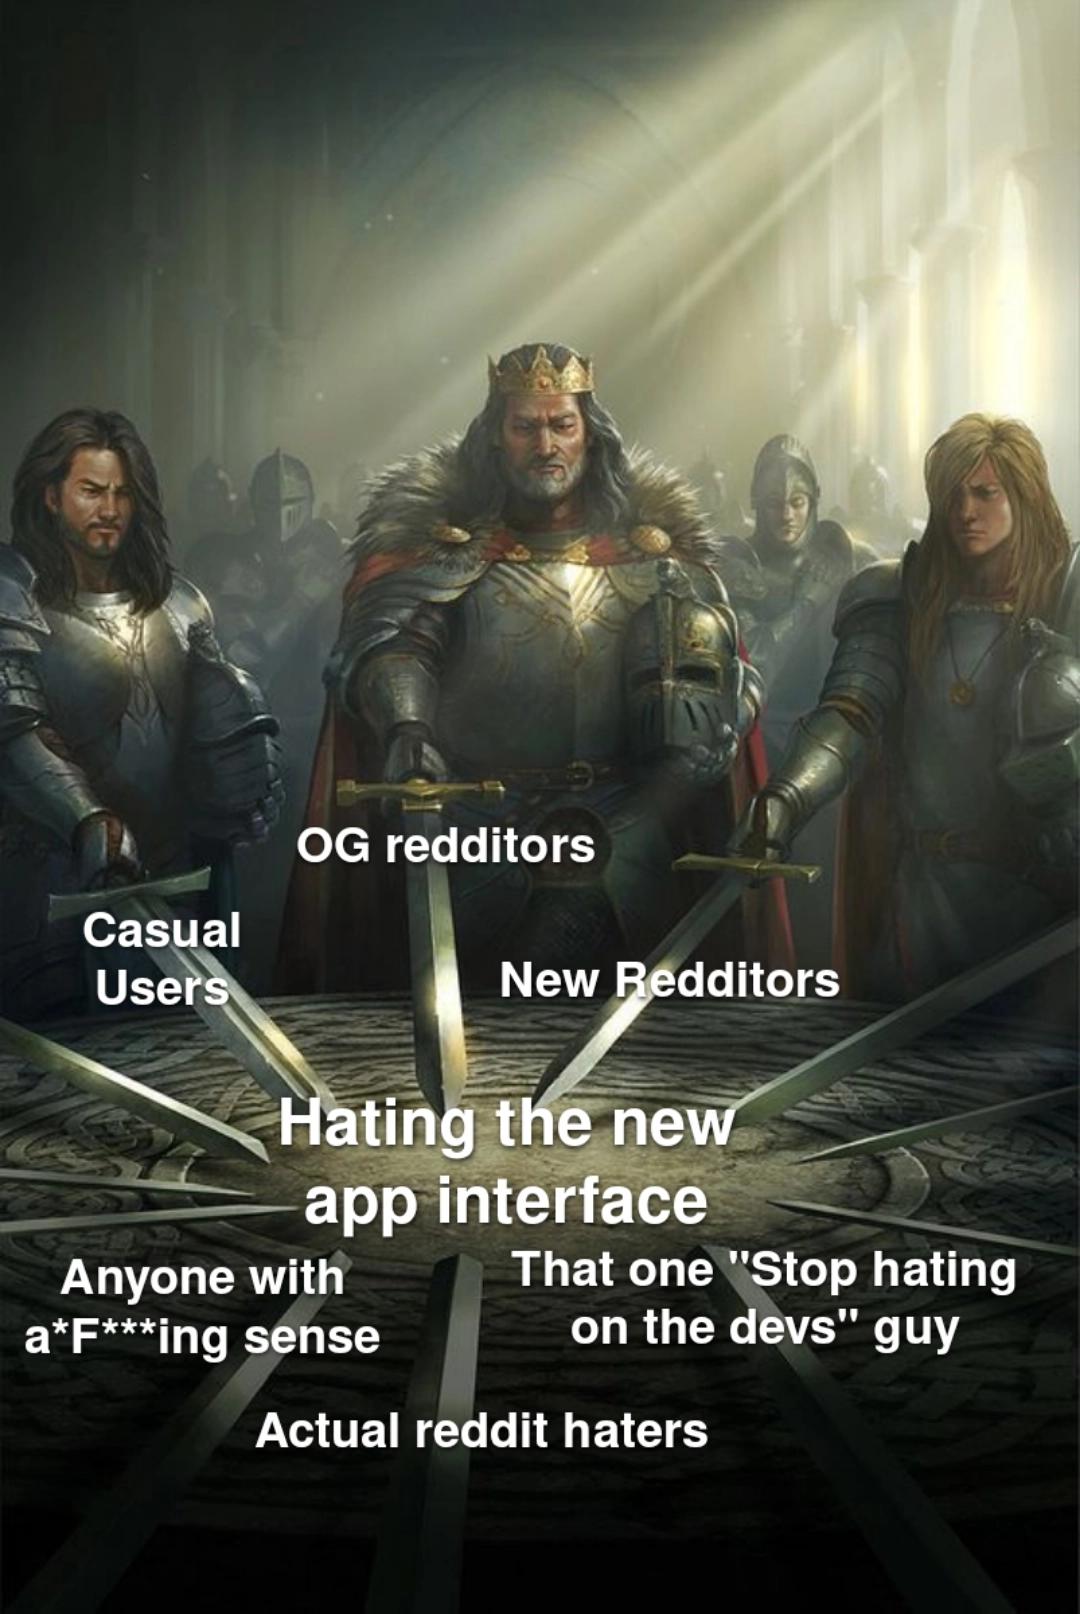 OG redditors
Casual
Users
New Redditors
Hating the new
app interface
Anyone with
a*F***ing sense
That one "Stop hating
on the devs" guy
Actual reddit haters